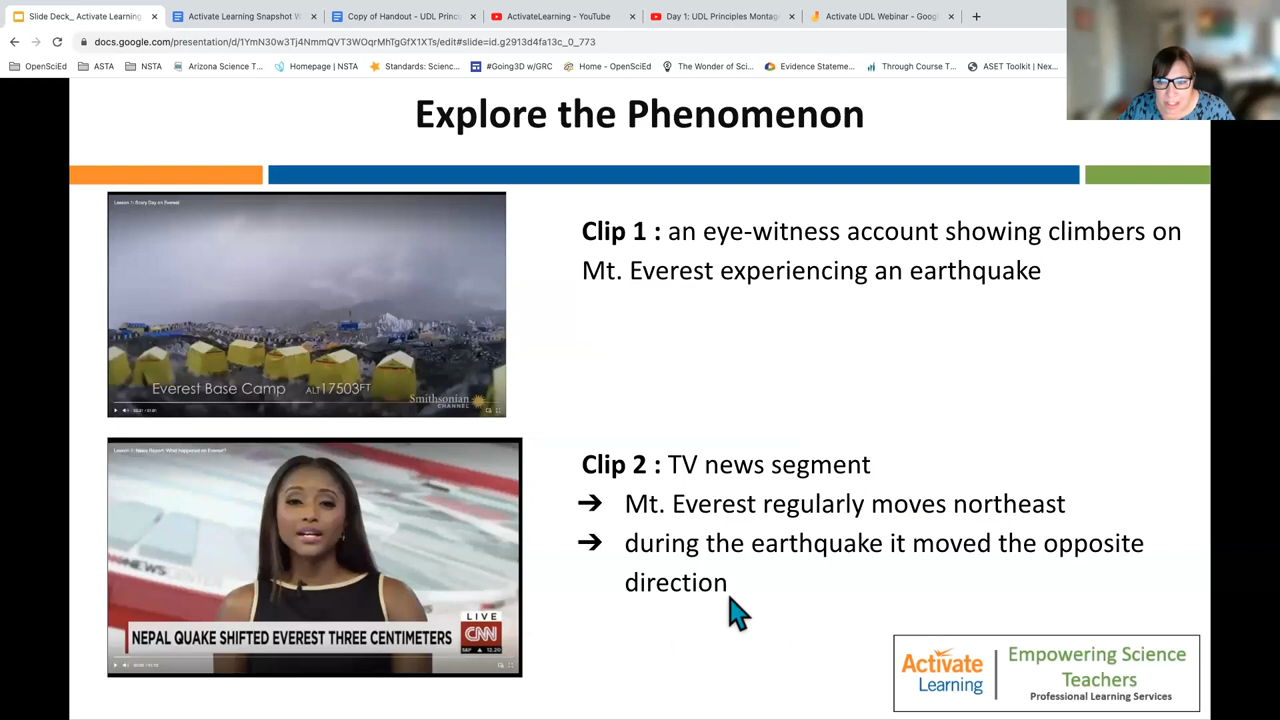 Slide Deck_ Activate Learning
Activate Learning Snapshot W
Copy of Handout - UDL Princi
ActivateLearning - YouTube
Day 1: UDL Principles Montag
Activate UDL Webinar - Goog
docs.google.com/presentation/d/1YmN30w3Tj4NmmQVT3WOqrMhTgGfX1XTs/edit#slide=id.g2913d4fa13c_0_773
OpenSciEd
ASTA
NSTA
Arizona Science T...
Homepage | NSTA
Standards: Scienc...
#Going3D w/GRC
Home - OpenSciEd
The Wonder of Sci...
Evidence Stateme...
Through Course T...
ASET Toolkit | Nex...
Explore the Phenomenon
Lesson 1: Every Day on Everest
Everest Base Camp ALT 17503FT
Smithsonian
CHANNEL
Clip 1 : an eye-witness account showing climbers on
Mt. Everest experiencing an earthquake
Lesson 1: News Report: What happened on Everest?
NEWS CENTER
LIVE
CNN
NEPAL QUAKE SHIFTED EVEREST THREE CENTIMETERS
Clip 2 : TV news segment
➔ Mt. Everest regularly moves northeast
➔ during the earthquake it moved the opposite
direction
Activate
Learning
Empowering Science
Teachers
Professional Learning Services